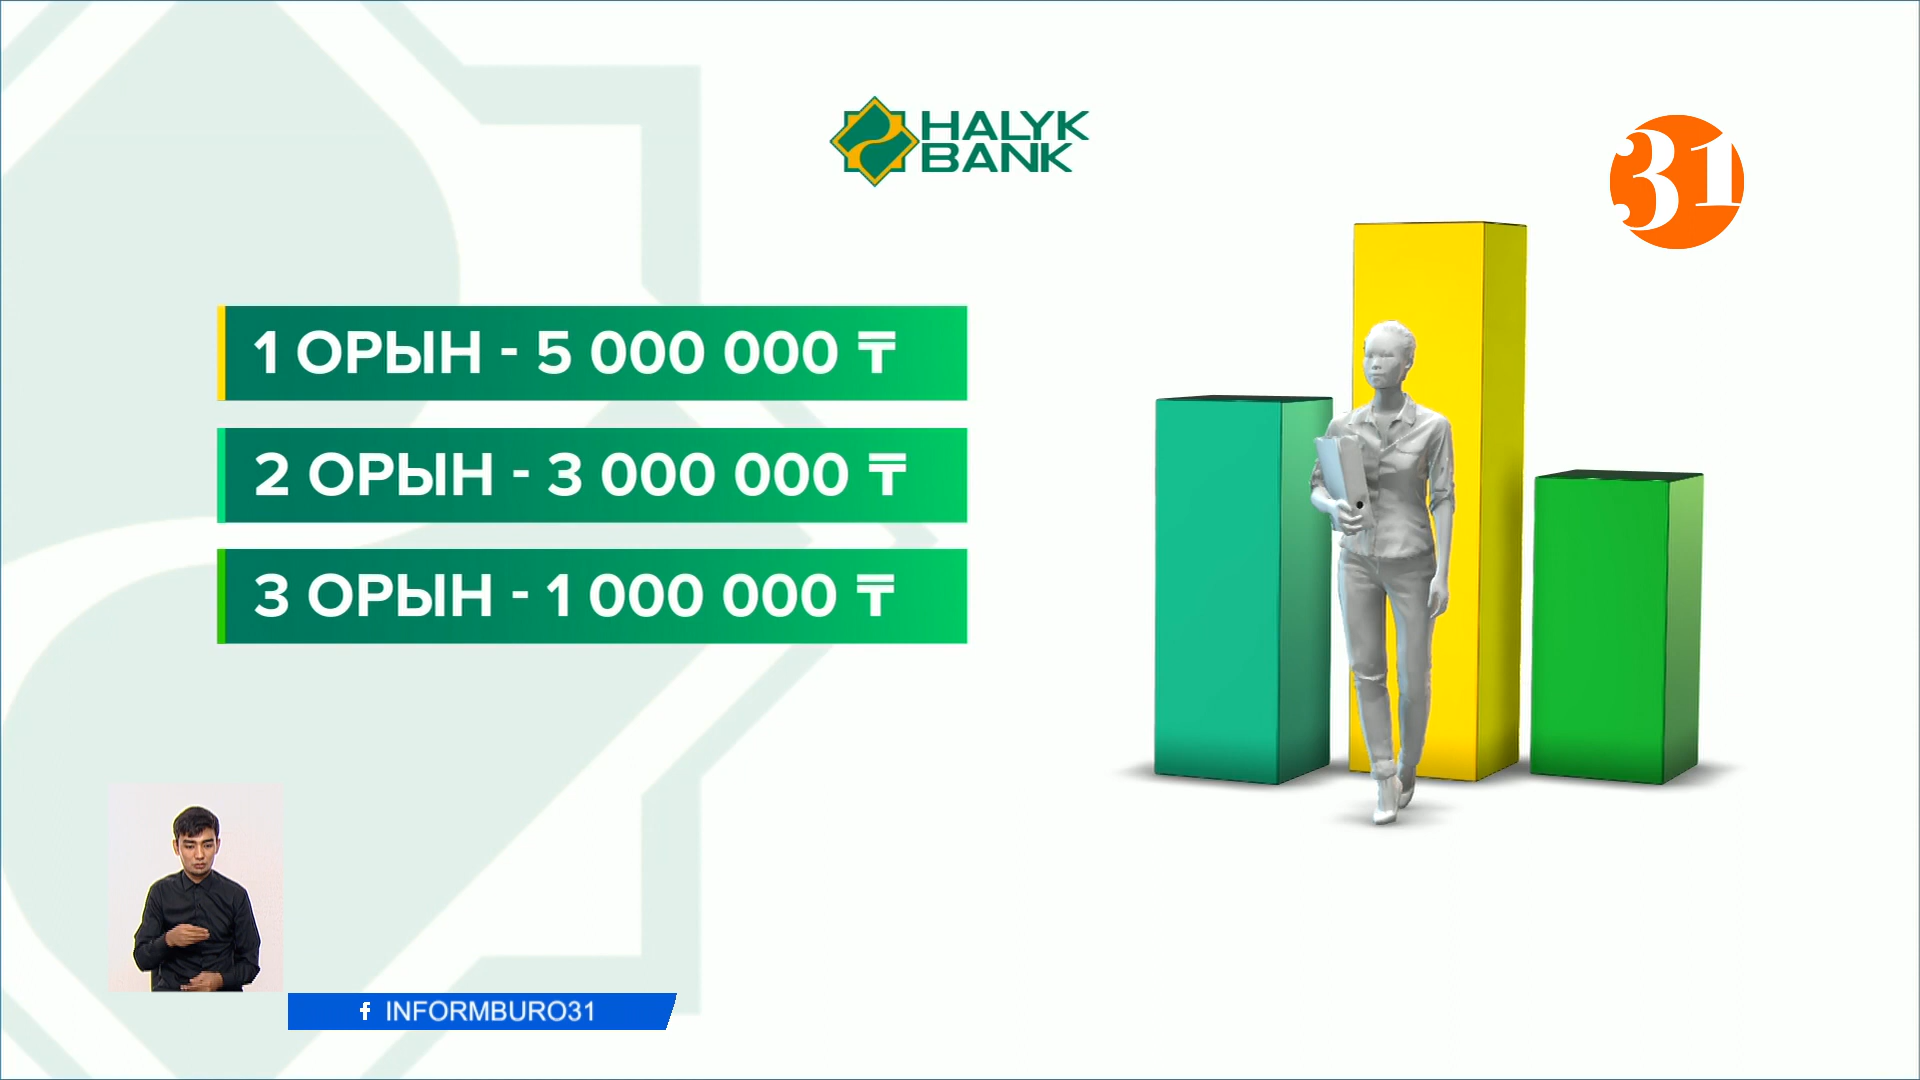 HALYK
BANK
31
1 ОРЫН - 5 000 000 ₸
2 ОРЫН - 3 000 000 ₸
3 ОРЫН - 1 000 000 ₸
f INFORMBURO31